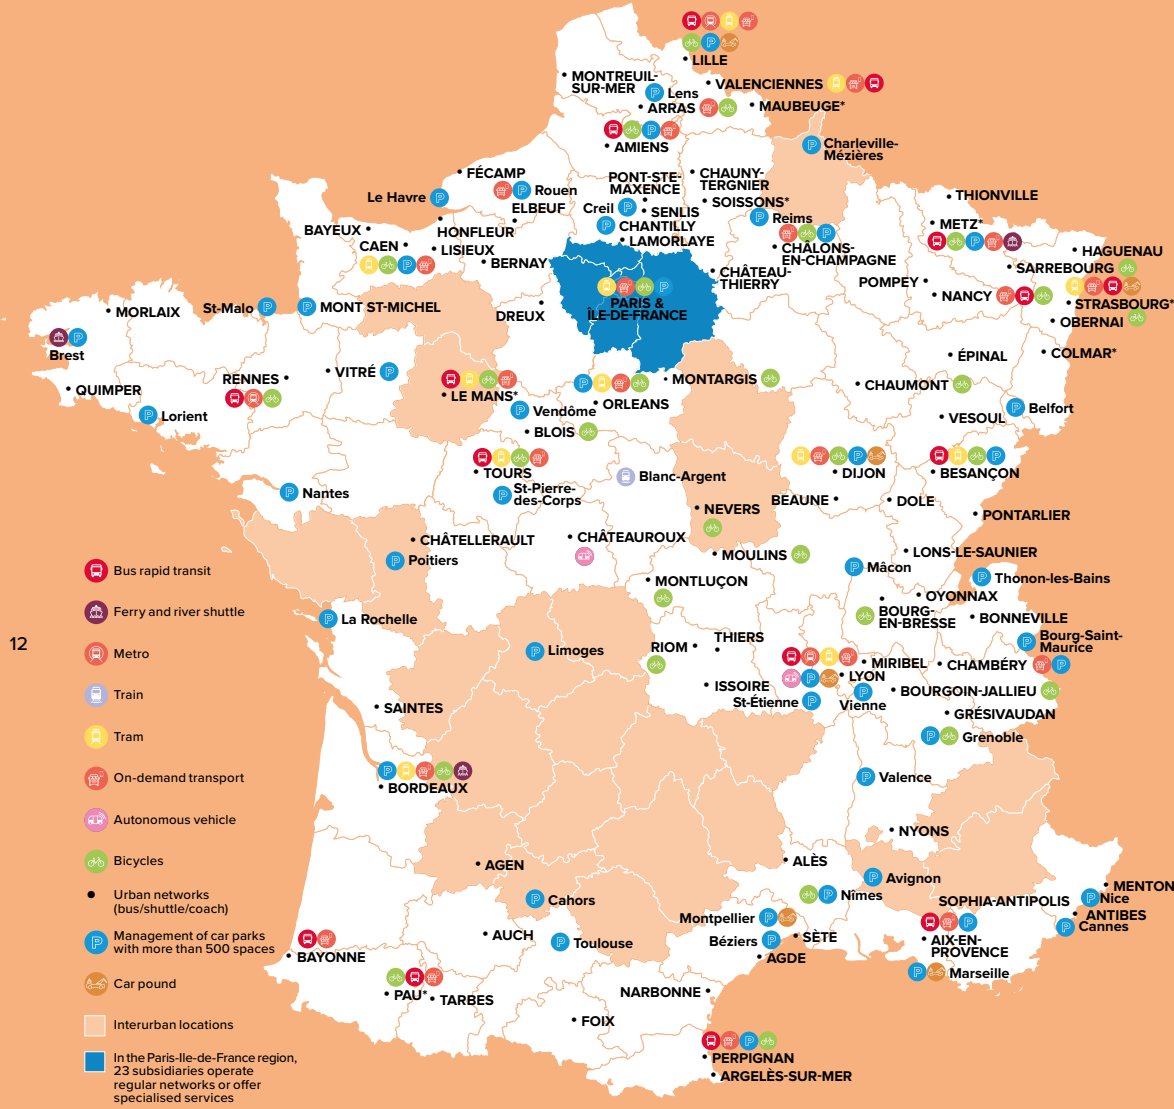 LILLE
MONTREUIL-
SUR-MER
VALENCIENNES
Lens
ARRAS
MAUBEUGE*
AMIENS
Charleville-
Mézières
FÉCAMP
PONT-STE-
MAXENCE
CHAUNY-
TERGNIER
Le Havre
Rouen
ELBEUF
Creil
SENLIS
SOISSONS*
THIONVILLE
Reims
METZ*
BAYEUX
HONFLEUR
CHANTILLY
CAEN
LISIEUX
LAMORLAYE
CHÂLONS-
EN-CHAMPAGNE
HAGUENAU
BERNAY
CHÂTEAU-
THIERRY
SARREBOURG
POMPEY
NANCY
STRASBOURG*
St-Malo
MONT ST-MICHEL
DREUX
PARIS &
ÎLE-DE-FRANCE
OBERNAI
MORLAIX
Brest
ÉPINAL
COLMAR*
QUIMPER
RENNES
VITRÉ
LE MANS*
ORLEANS
MONTARGIS
CHAUMONT
Lorient
Vendôme
VESOUL
Belfort
BLOIS
TOURS
Blanc-Argent
DIJON
BESANÇON
Nantes
St-Pierre-
des-Corps
NEVERS
BEAUNE
DOLE
PONTARLIER
CHÂTELLERAULT
CHÂTEAUROUX
Poitiers
MOULINS
LONS-LE-SAUNIER
Mâcon
MONTLUÇON
Thonon-les-Bains
OYONNAX
BOURG-
EN-BRESSE
BONNEVILLE
La Rochelle
Limoges
RIOM
THIERS
Bourg-Saint-
Maurice
MIRIBEL
CHAMBÉRY
LYON
ISSOIRE
St-Étienne
Vienne
BOURGOIN-JALLIEU
SAINTES
GRÉSIVAUDAN
Grenoble
BORDEAUX
Valence
NYONS
AGEN
ALÈS
Avignon
Cahors
Nîmes
MENTON
Nice
SOPHIA-ANTIPOLIS
ANTIBES
Cannes
Montpellier
AUCH
Toulouse
Béziers
SÈTE
AIX-EN-
PROVENCE
BAYONNE
AGDE
Marseille
PAU*
TARBES
NARBONNE
FOIX
PERPIGNAN
ARGELÈS-SUR-MER
12
Bus rapid transit
Ferry and river shuttle
Metro
Train
Tram
On-demand transport
Autonomous vehicle
Bicycles
Urban networks
(bus/shuttle/coach)
Management of car parks
with more than 500 spaces
Car pound
Interurban locations
In the Paris-Ile-de-France region,
23 subsidiaries operate
regular networks or offer
specialised services